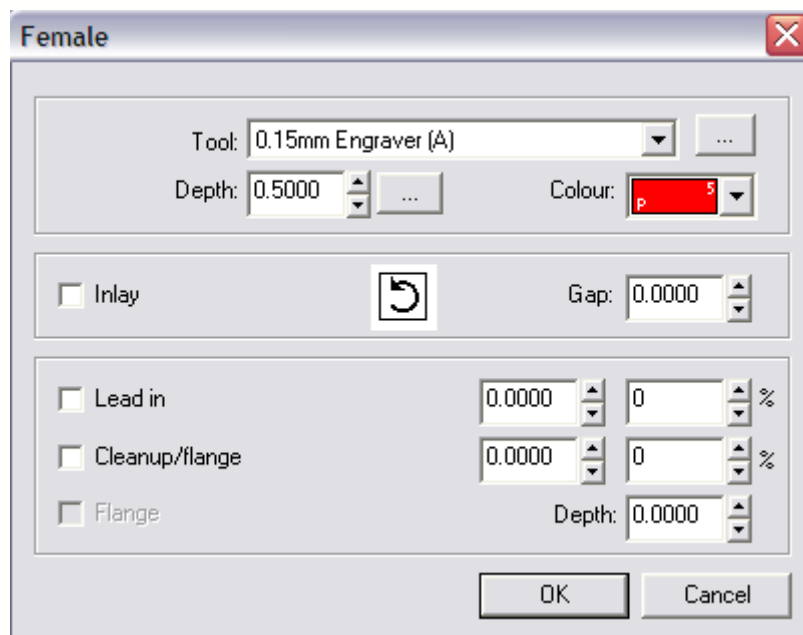 Female
Tool: 0.15mm Engraver (A) ...
Depth: 0.5000 ... Colour: P 5
Inlay Gap: 0.0000
Lead in 0.0000 0 %
Cleanup/flange 0.0000 0 %
Flange Depth: 0.0000
OK Cancel